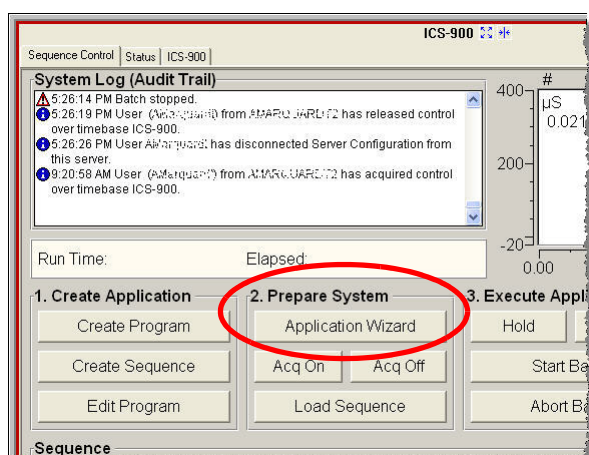 ICS-900
Sequence Control Status ICS-900
System Log (Audit Trail)
5:26:14 PM Batch stopped.
5:26:19 PM User from has released control
over timebase ICS-900.
5:26:26 PM User has disconnected Server Configuration from
this server.
9:20:58 AM User from has acquired control
over timebase ICS-900.
#
400
µS
0.021
200
-20
0.00
Run Time: Elapsed:
1. Create Application 2. Prepare System 3. Execute Appl
Create Program Application Wizard Hold
Create Sequence Acq On Acq Off Start Ba
Edit Program Load Sequence Abort Ba
Sequence